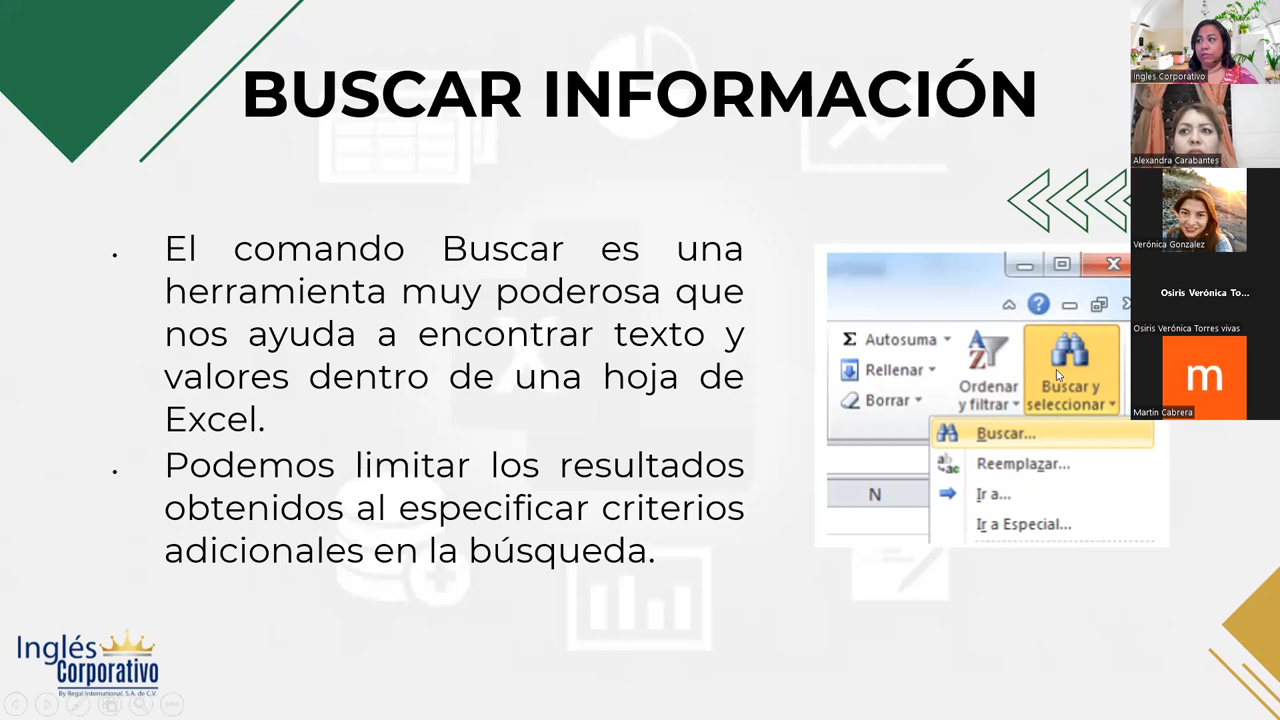 BUSCAR INFORMACIÓN
• El comando Buscar es una
herramienta muy poderosa que
nos ayuda a encontrar texto y
valores dentro de una hoja de
Excel.
• Podemos limitar los resultados
obtenidos al especificar criterios
adicionales en la búsqueda.
Σ Autosuma
Rellenar
Borrar
Ordenar
y filtrar
Buscar y
seleccionar
Buscar...
Reemplazar...
Ir a...
Ir a Especial...
N
Ingles Corporativo
Alexandra Carabantes
Verónica Gonzalez
Osiris Verónica To...
Osiris Verónica Torres vivas
m
Martin Cabrera
Inglés
Corporativo
By Regal International, S.A. de C.V.